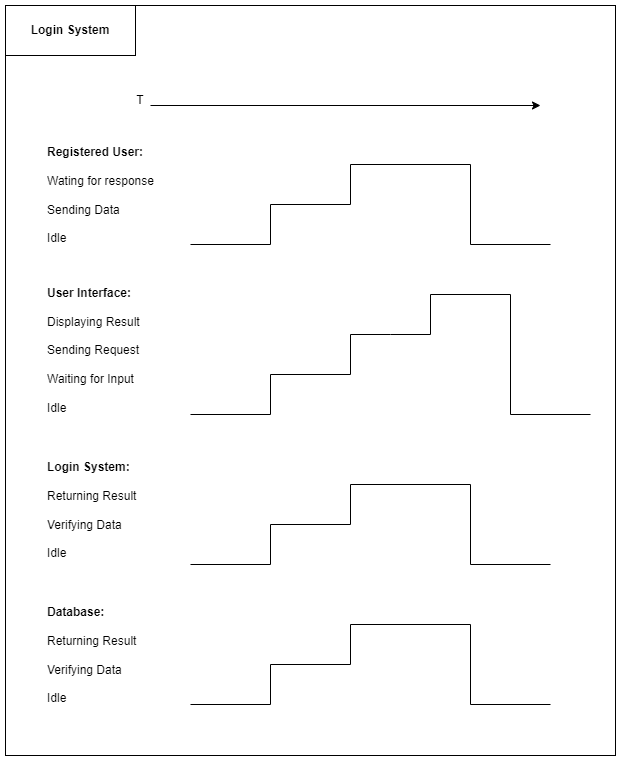 Login System
T
Registered User:
Wating for response
Sending Data
Idle
User Interface:
Displaying Result
Sending Request
Waiting for Input
Idle
Login System:
Returning Result
Verifying Data
Idle
Database:
Returning Result
Verifying Data
Idle